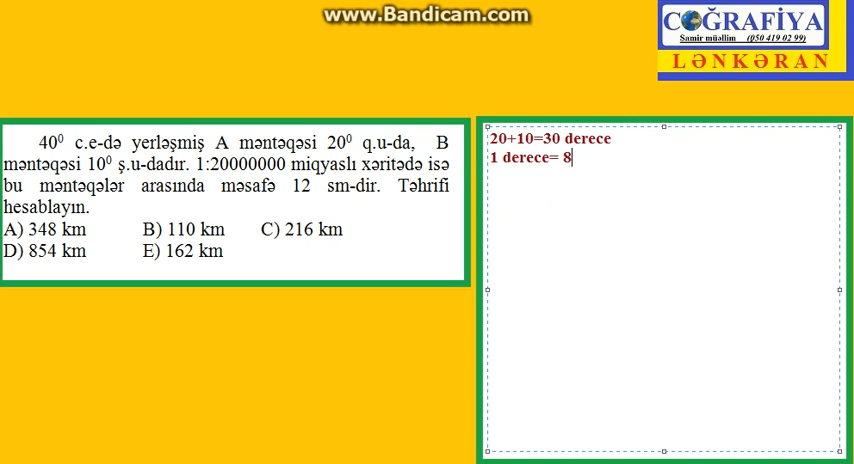 www.Bandicam.com
COĞRAFİYA
Samir müəllim (050 419 02 99)
LƏNKƏRAN
40⁰ c.e-də yerləşmiş A məntəqəsi 20⁰ q.u-da, B
məntəqəsi 10⁰ ş.u-dadır. 1:20000000 miqyaslı xəritədə isə
bu məntəqələr arasında məsafə 12 sm-dir. Təhrifi
hesablayın.
A) 348 km B) 110 km C) 216 km
D) 854 km E) 162 km
20+10=30 derece
1 derece= 8